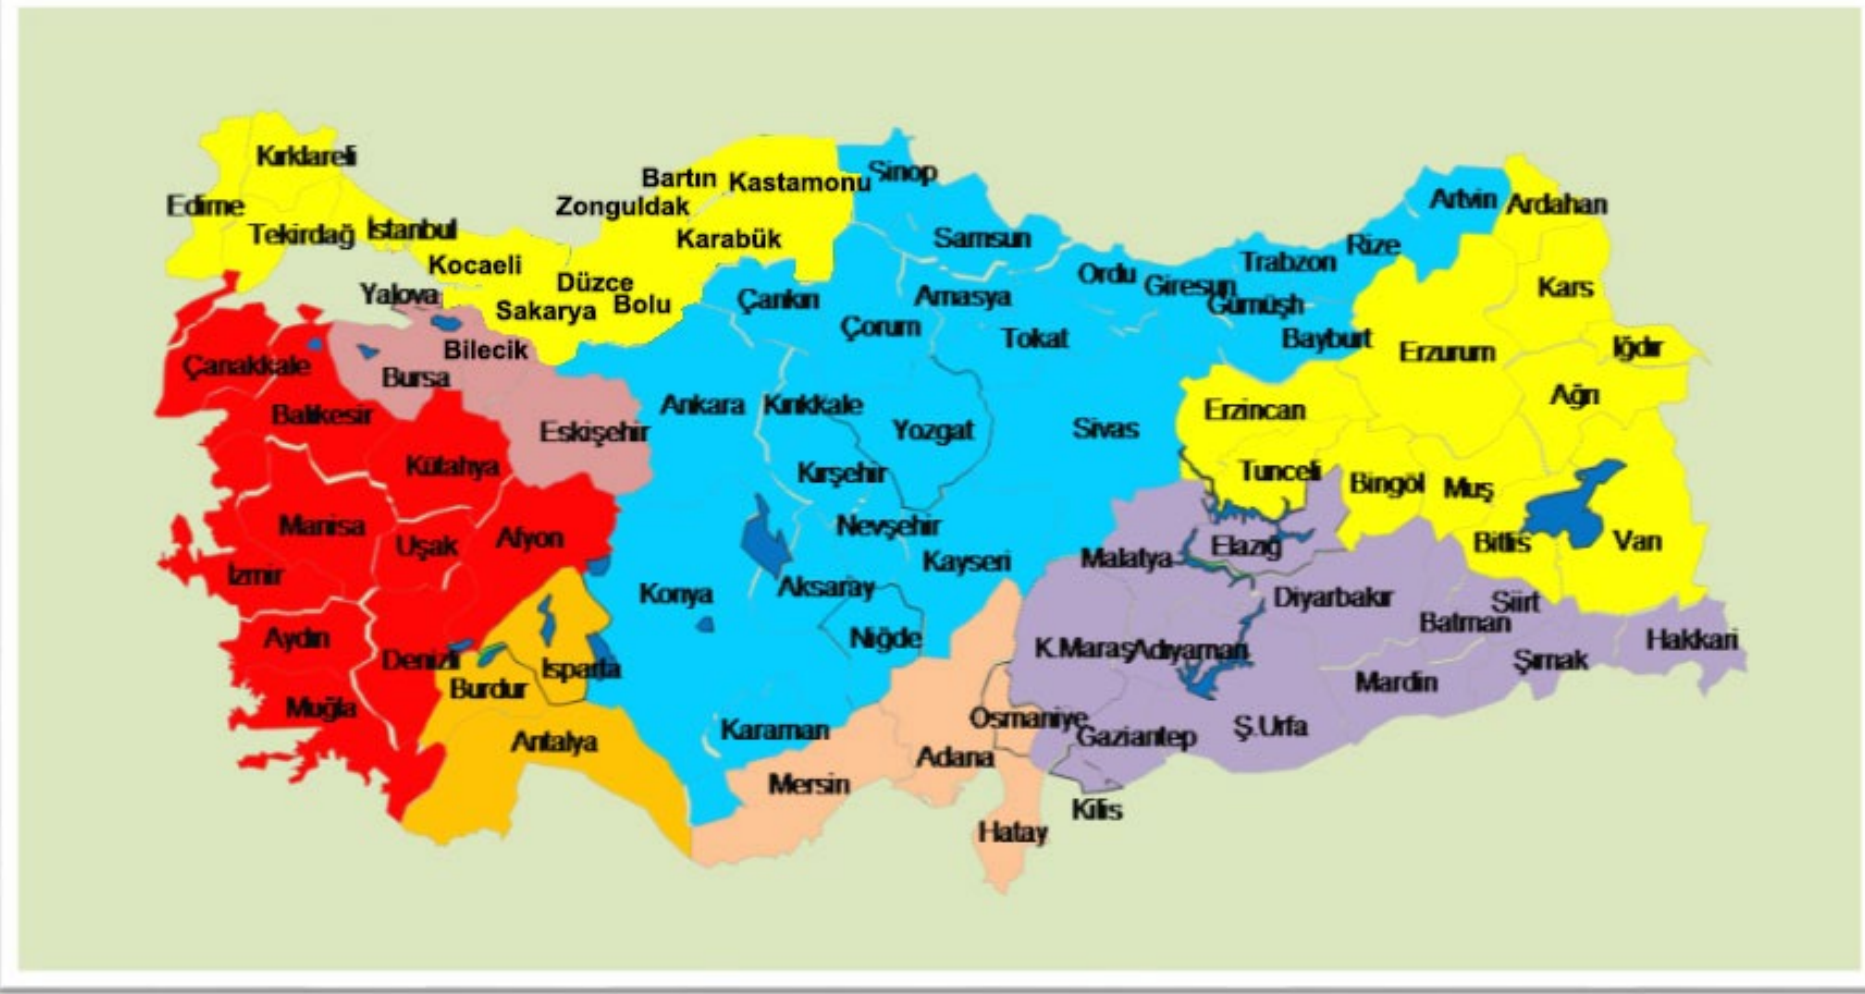 Kırklareli
Edirne
Tekirdağ
İstanbul
Kocaeli
Yalova
Sakarya
Düzce
Bolu
Zonguldak
Bartın
Kastamonu
Karabük
Sinop
Samsun
Çankırı
Çorum
Amasya
Tokat
Ordu
Giresun
Gümüşh
Trabzon
Rize
Artvin
Ardahan
Kars
Iğdır
Bayburt
Erzurum
Ağrı
Çanakkale
Balıkesir
Bursa
Bilecik
Eskişehir
Kütahya
Ankara
Kırıkkale
Yozgat
Sivas
Erzincan
Tunceli
Bingöl
Muş
Bitlis
Van
Manisa
Uşak
Afyon
İzmir
Kırşehir
Nevşehir
Kayseri
Aksaray
Konya
Niğde
Malatya
Elazığ
Diyarbakır
Batman
Siirt
Hakkari
Şırnak
Mardin
Aydın
Denizli
Muğla
Burdur
Isparta
Antalya
Karaman
Mersin
Adana
Osmaniye
K.Maraş
Adıyaman
Gaziantep
Ş.Urfa
Kilis
Hatay